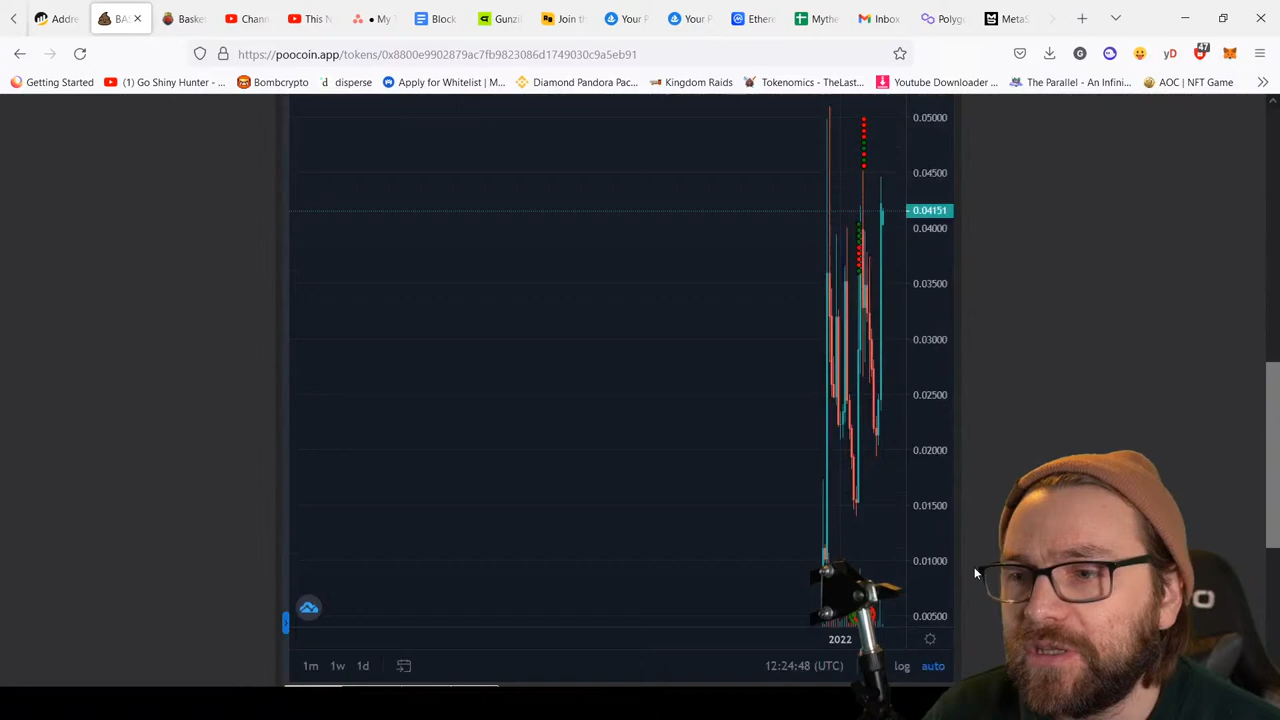 Addre
BA
Basket
Chann
This N
My T
Block
Gunzil
Join th
Your P
Your P
Ethere
Mythe
Inbox
Polyg
MetaS
https://poocoin.app/tokens/0x8800e9902879ac7fb9823086d1749030c9a5eb91
47
Getting Started
(1) Go Shiny Hunter - ...
Bombcrypto
disperse
Apply for Whitelist | M...
Diamond Pandora Pac...
Kingdom Raids
Tokenomics - TheLast...
Youtube Downloader ...
The Parallel - An Infini...
AOC | NFT Game
0.05000
0.04500
0.04151
0.04000
0.03500
0.03000
0.02500
0.02000
0.01500
0.01000
0.00500
2022
1m 1w 1d
12:24:48 (UTC)
log auto